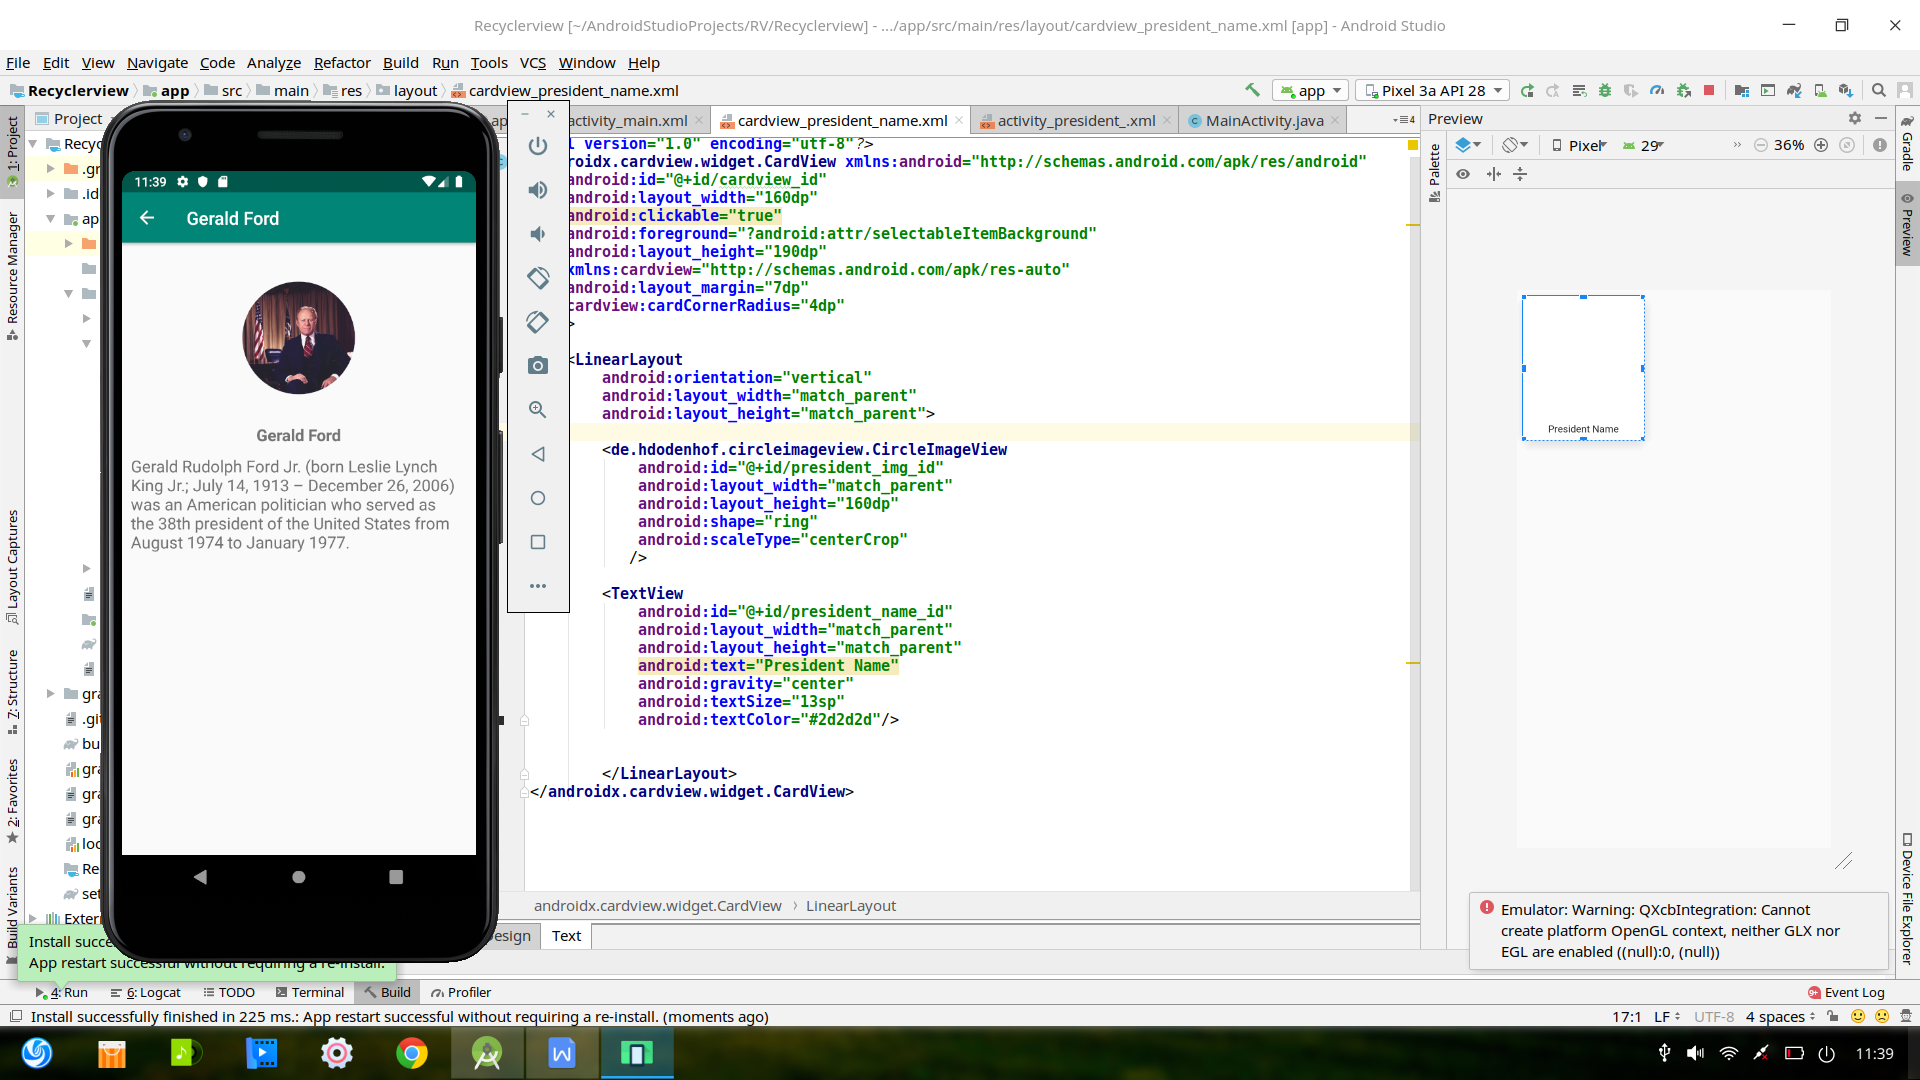 Recyclerview [~/AndroidStudioProjects/RV/Recyclerview] - .../app/src/main/res/layout/cardview_president_name.xml [app] - Android Studio
File Edit View Navigate Code Analyze Refactor Build Run Tools VCS Window Help
Recyclerview app src main res layout cardview_president_name.xml
app Pixel 3a API 28
Project
activity_main.xml cardview_president_name.xml activity_president_.xml MainActivity.java
4
Preview
1: Project
Resource Manager
Layout Captures
7: Structure
2: Favorites
Build Variants
11:39
Gerald Ford
Gerald Ford
Gerald Rudolph Ford Jr. (born Leslie Lynch
King Jr.; July 14, 1913 – December 26, 2006)
was an American politician who served as
the 38th president of the United States from
August 1974 to January 1977.
version="1.0" encoding="utf-8"?>
roidx.cardview.widget.CardView xmlns:android="http://schemas.android.com/apk/res/android"
android:id="@+id/cardview_id"
android:layout_width="160dp"
android:clickable="true"
android:foreground="?android:attr/selectableItemBackground"
android:layout_height="190dp"
xmlns:cardview="http://schemas.android.com/apk/res-auto"
android:layout_margin="7dp"
cardview:cardCornerRadius="4dp"
>
<LinearLayout
android:orientation="vertical"
android:layout_width="match_parent"
android:layout_height="match_parent">
<de.hdodenhof.circleimageview.CircleImageView
android:id="@+id/president_img_id"
android:layout_width="match_parent"
android:layout_height="160dp"
android:shape="ring"
android:scaleType="centerCrop"
/>
<TextView
android:id="@+id/president_name_id"
android:layout_width="match_parent"
android:layout_height="match_parent"
android:text="President Name"
android:gravity="center"
android:textSize="13sp"
android:textColor="#2d2d2d"/>
</LinearLayout>
</androidx.cardview.widget.CardView>
androidx.cardview.widget.CardView LinearLayout
esign Text
Palette
Pixel 29 36%
President Name
Gradle
Preview
Device File Explorer
Emulator: Warning: QXcbIntegration: Cannot
create platform OpenGL context, neither GLX nor
EGL are enabled ((null):0, (null))
Install succe
App restart successful without requiring a re-install.
4: Run 6: Logcat TODO Terminal Build Profiler Event Log
Install successfully finished in 225 ms.: App restart successful without requiring a re-install. (moments ago)
17:1 LF UTF-8 4 spaces
11:39